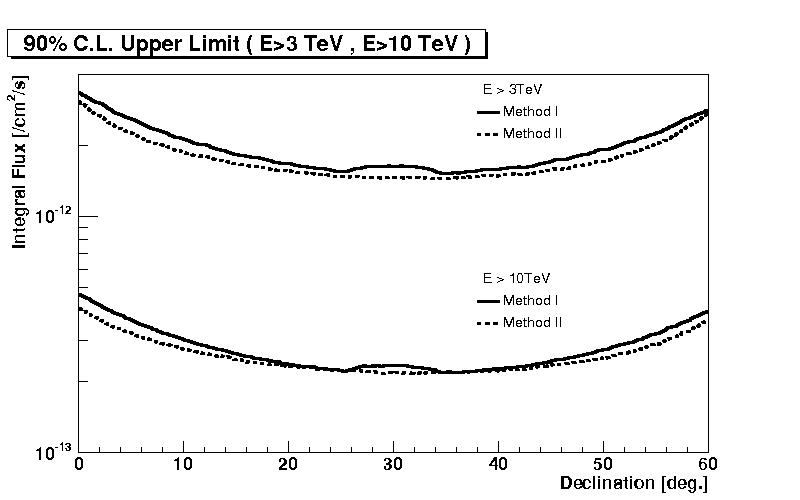 90% C.L. Upper Limit ( E>3 TeV , E>10 TeV )
Integral Flux [/cm²/s]
E > 3TeV
Method I
Method II
10⁻¹²
E > 10TeV
Method I
Method II
10⁻¹³
0 10 20 30 40 50 60
Declination [deg.]